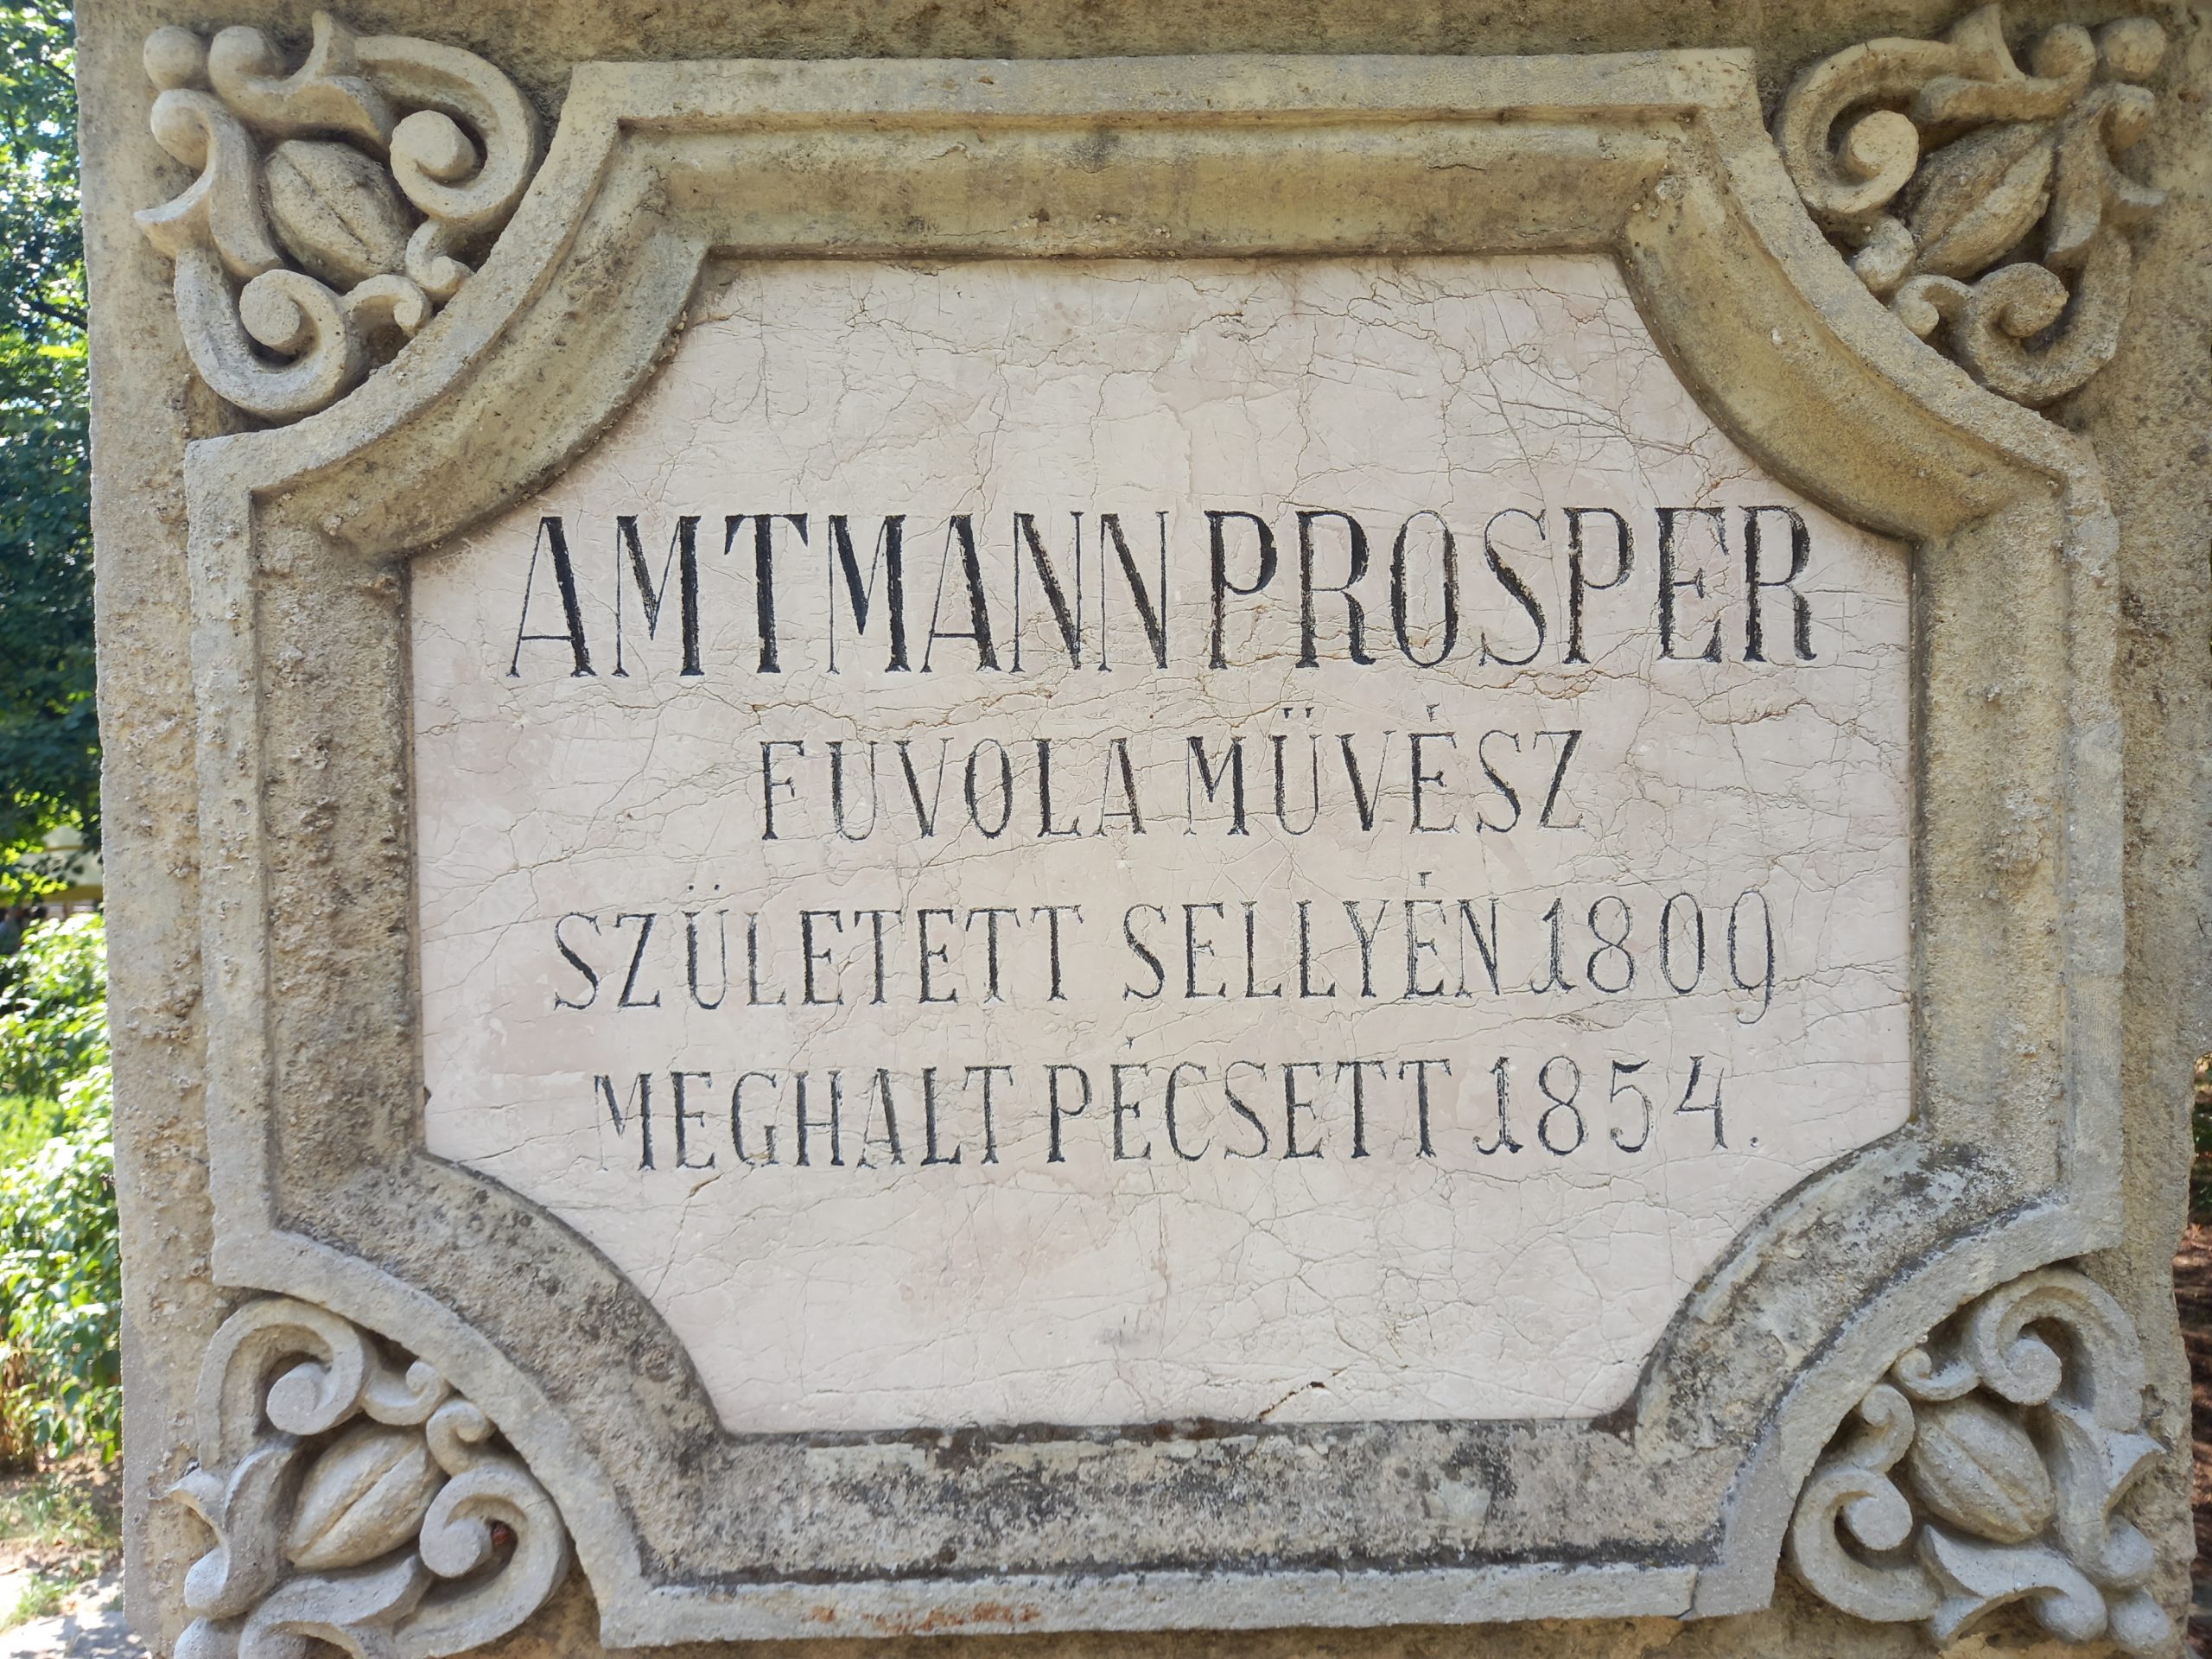 AMTMANN PROSPER
FUVOLA MÜVÉSZ
SZÜLETETT SELLYÉN 1809
MEGHALT PÉCSETT 1854.